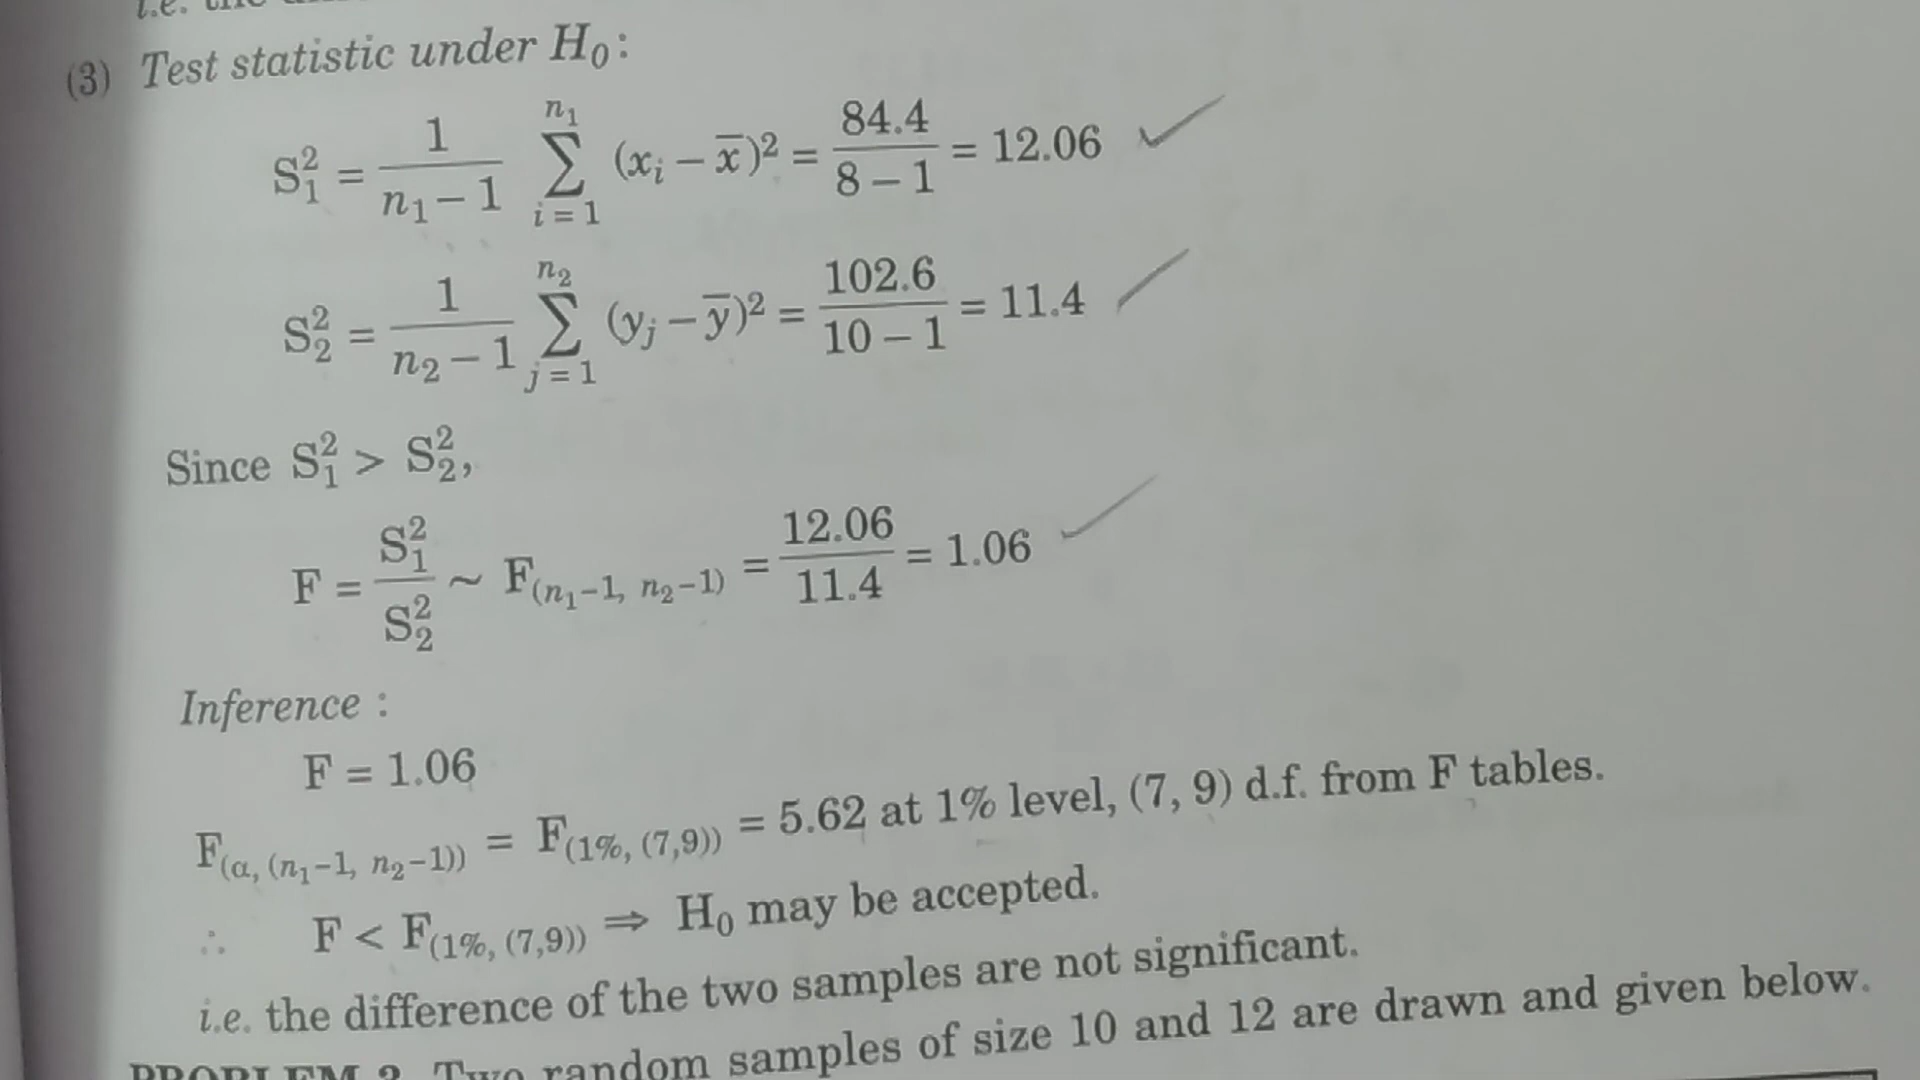 (3) Test statistic under H₀:
S₁² = 1/(n₁ − 1) Σ_{i = 1}^{n₁} (xᵢ − x̄)² = 84.4/(8 − 1) = 12.06
S₂² = 1/(n₂ − 1) Σ_{j = 1}^{n₂} (yⱼ − ȳ)² = 102.6/(10 − 1) = 11.4
Since S₁² > S₂²,
F = S₁²/S₂² ~ F_{(n₁−1, n₂−1)} = 12.06/11.4 = 1.06
Inference :
F = 1.06
F_{(α, (n₁−1, n₂−1))} = F_{(1%, (7,9))} = 5.62 at 1% level, (7, 9) d.f. from F tables.
∴ F < F_{(1%, (7,9))} ⇒ H₀ may be accepted.
i.e. the difference of the two samples are not significant.
Two random samples of size 10 and 12 are drawn and given below.